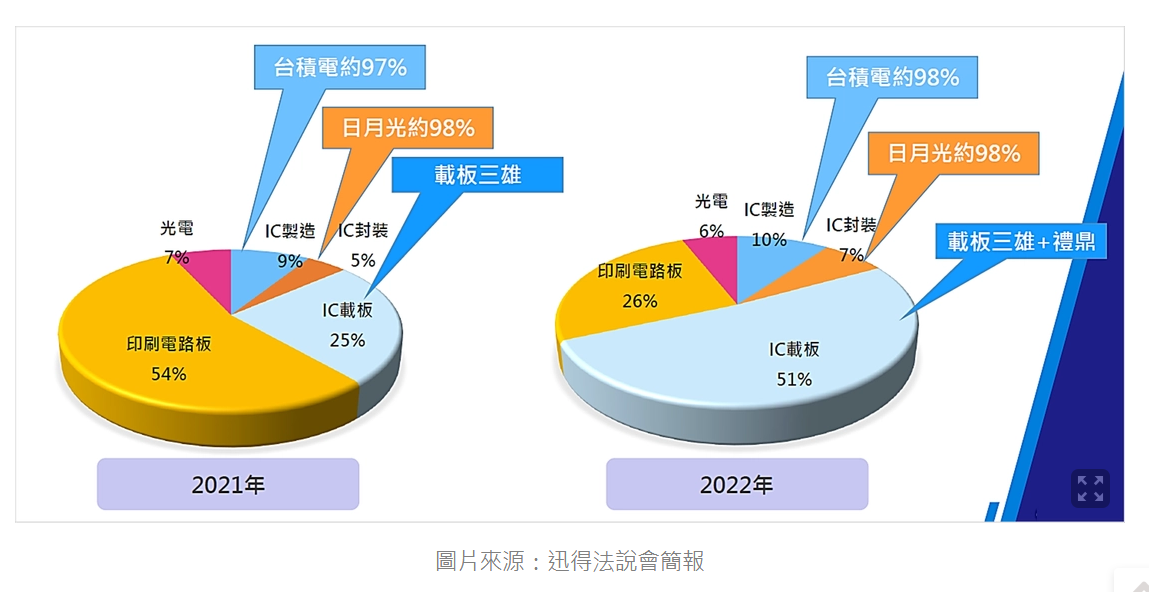 台積電約97%
日月光約98%
載板三雄
光電
7%
IC製造
9%
IC封裝
5%
IC載板
25%
印刷電路板
54%
2021年
台積電約98%
日月光約98%
載板三雄+禮鼎
光電
6%
IC製造
10%
IC封裝
7%
印刷電路板
26%
IC載板
51%
2022年
圖片來源：迅得法說會簡報